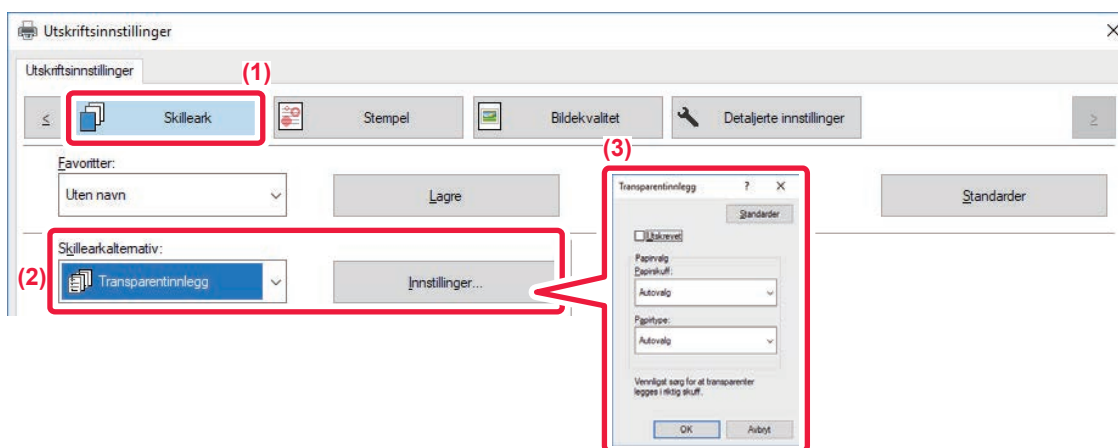 Utskriftsinnstillinger
Utskriftsinnstillinger
(1)
< Skilleark Stempel Bildekvalitet Detaljerte innstillinger >
(3)
Favoritter:
Uten navn Lagre Standarder
Skillearkalternativ:
(2) Transparentinnlegg Innstillinger...
Transparentinnlegg ? X
Standarder
Utskrevet
Papirvalg
Papirskuff:
Autovalg
Papirtype:
Autovalg
Vennligst sørg for at transparenter
legges i riktig skuff.
OK Avbryt